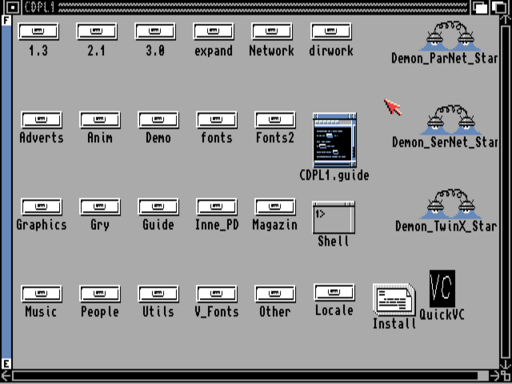 CDPL1
F
1.3 2.1 3.0 expand Network dirwork Demon_ParNet_Star
Adverts Anim Demo fonts Fonts2 CDPL1.guide Demon_SerNet_Star
Graphics Gry Guide Inne_PD Magazin 1> Shell Demon_TwinX_Star
Music People Utils V_Fonts Other Locale Install VC QuickVC
E